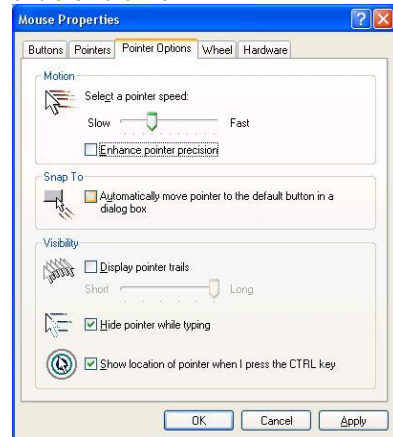 Mouse Properties
Buttons Pointers Pointer Options Wheel Hardware
Motion
Select a pointer speed:
Slow Fast
Enhance pointer precision
Snap To
Automatically move pointer to the default button in a
dialog box
Visibility
Display pointer trails
Short Long
Hide pointer while typing
Show location of pointer when I press the CTRL key
OK Cancel Apply